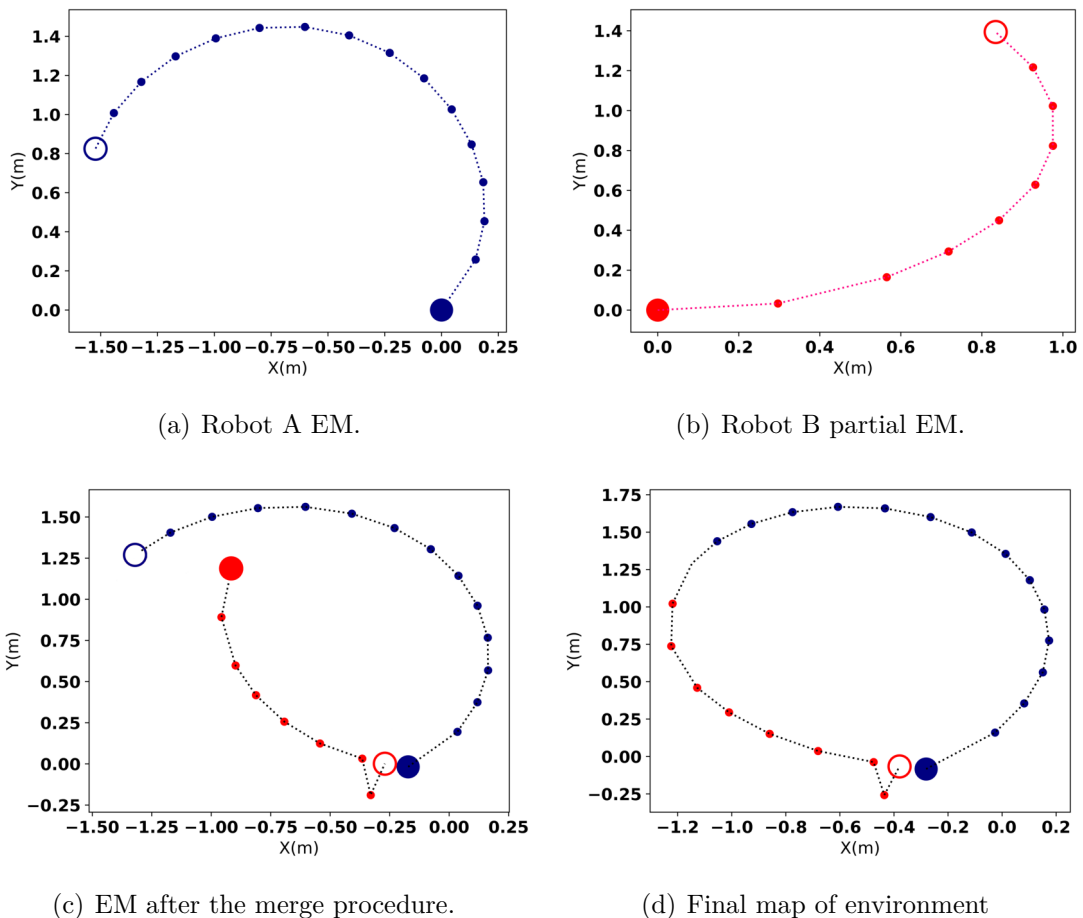 1.4
1.2
1.0
0.8
0.6
0.4
0.2
0.0
Y(m)
−1.50 −1.25 −1.00 −0.75 −0.50 −0.25 0.00 0.25
X(m)
(a) Robot A EM.
1.4
1.2
1.0
0.8
0.6
0.4
0.2
0.0
Y(m)
0.0 0.2 0.4 0.6 0.8 1.0
X(m)
(b) Robot B partial EM.
1.50
1.25
1.00
0.75
0.50
0.25
0.00
−0.25
Y(m)
−1.50 −1.25 −1.00 −0.75 −0.50 −0.25 0.00 0.25
X(m)
(c) EM after the merge procedure.
1.75
1.50
1.25
1.00
0.75
0.50
0.25
0.00
−0.25
Y(m)
−1.2 −1.0 −0.8 −0.6 −0.4 −0.2 0.0 0.2
X(m)
(d) Final map of environment